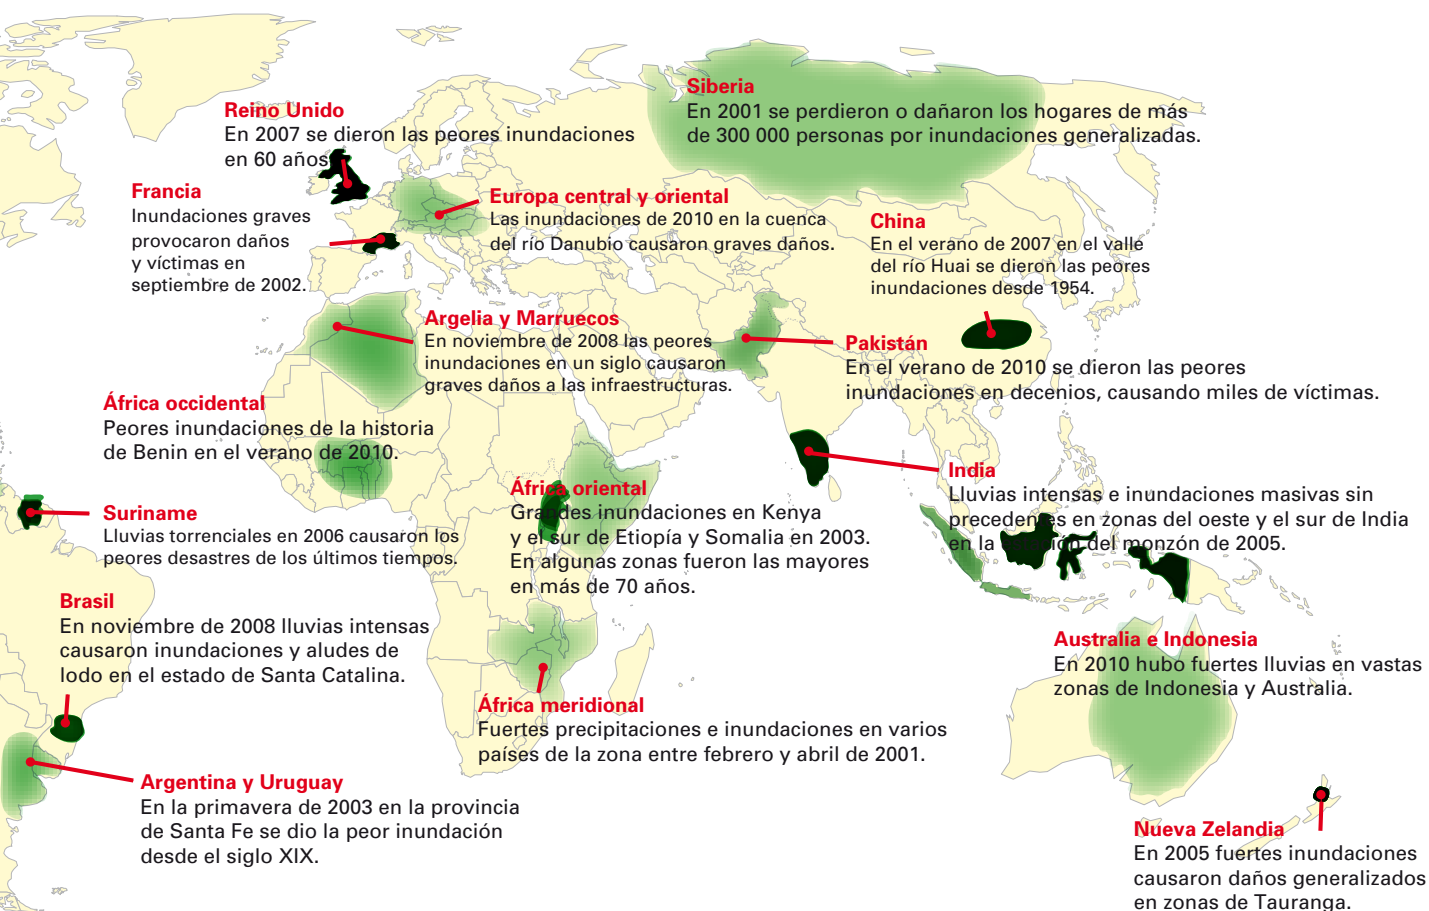 Siberia
En 2001 se perdieron o dañaron los hogares de más
de 300 000 personas por inundaciones generalizadas.
Reino Unido
En 2007 se dieron las peores inundaciones
en 60 años
Francia
Inundaciones graves
provocaron daños
y víctimas en
septiembre de 2002.
Europa central y oriental
Las inundaciones de 2010 en la cuenca
del río Danubio causaron graves daños.
China
En el verano de 2007 en el valle
del río Huai se dieron las peores
inundaciones desde 1954.
Argelia y Marruecos
En noviembre de 2008 las peores
inundaciones en un siglo causaron
graves daños a las infraestructuras.
Pakistán
En el verano de 2010 se dieron las peores
inundaciones en decenios, causando miles de víctimas.
África occidental
Peores inundaciones de la historia
de Benin en el verano de 2010.
India
Lluvias intensas e inundaciones masivas sin
precedentes en zonas del oeste y el sur de India
en la del monzón de 2005.
África oriental
Grandes inundaciones en Kenya
y el sur de Etiopía y Somalia en 2003.
En algunas zonas fueron las mayores
en más de 70 años.
Suriname
Lluvias torrenciales en 2006 causaron los
peores desastres de los últimos tiempos.
Brasil
En noviembre de 2008 lluvias intensas
causaron inundaciones y aludes de
lodo en el estado de Santa Catalina.
Australia e Indonesia
En 2010 hubo fuertes lluvias en vastas
zonas de Indonesia y Australia.
África meridional
Fuertes precipitaciones e inundaciones en varios
países de la zona entre febrero y abril de 2001.
Argentina y Uruguay
En la primavera de 2003 en la provincia
de Santa Fe se dio la peor inundación
desde el siglo XIX.
Nueva Zelandia
En 2005 fuertes inundaciones
causaron daños generalizados
en zonas de Tauranga.